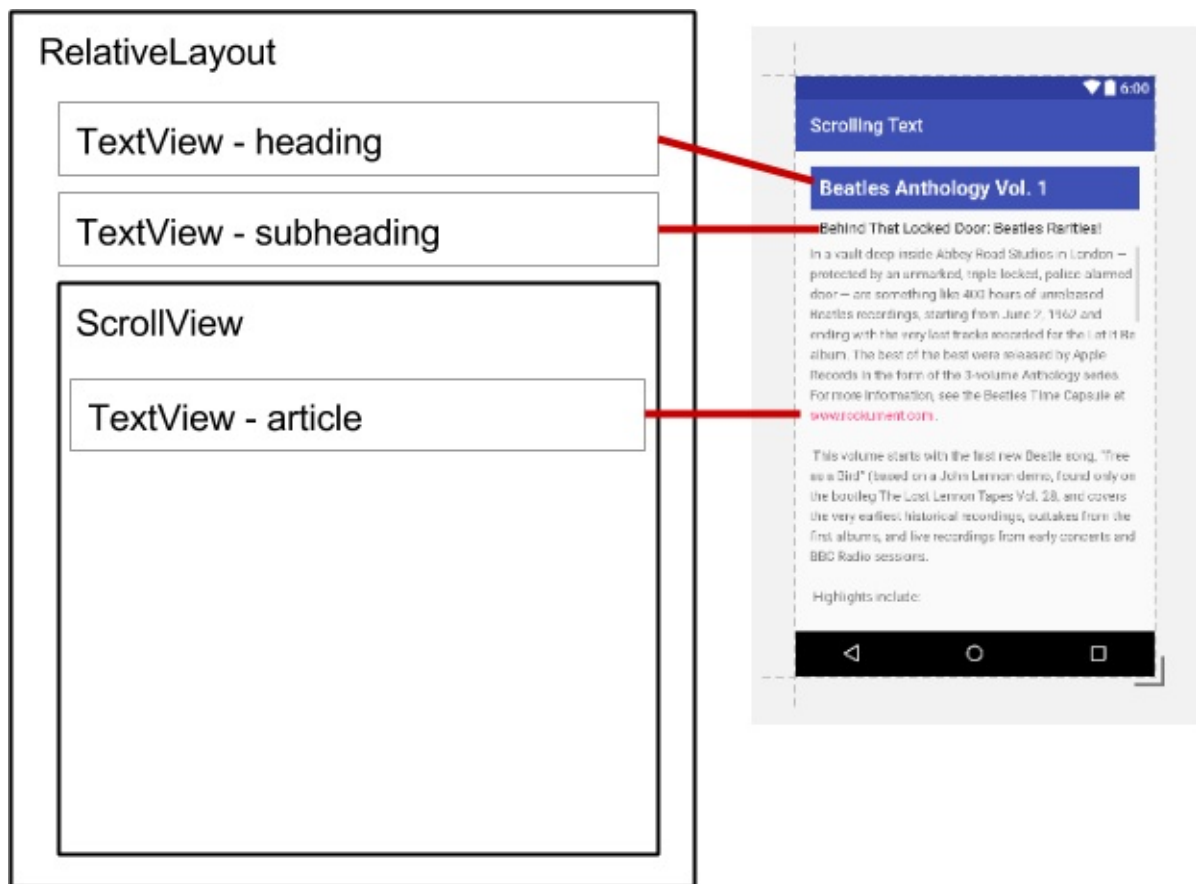 RelativeLayout
TextView - heading
TextView - subheading
ScrollView
TextView - article
6:00
Scrolling Text
Beatles Anthology Vol. 1
Behind That Locked Door: Beatles Rarities!
In a vault deep inside Abbey Road Studios in London —
protected by an unmarked, triple locked, police alarmed
door — are something like 400 hours of unreleased
Beatles recordings, starting from June 2, 1962 and
ending with the very last tracks recorded for the Let It Be
album. The best of the best were released by Apple
Records in the form of the 3-volume Anthology series.
For more information, see the Beatles Time Capsule at
www.rockument.com.
This volume starts with the first new Beatle song, "Free
as a Bird" (based on a John Lennon demo, found only on
the bootleg The Lost Lennon Tapes Vol. 28, and covers
the very earliest historical recordings, outtakes from the
first albums, and live recordings from early concerts and
BBC Radio sessions.
Highlights include: